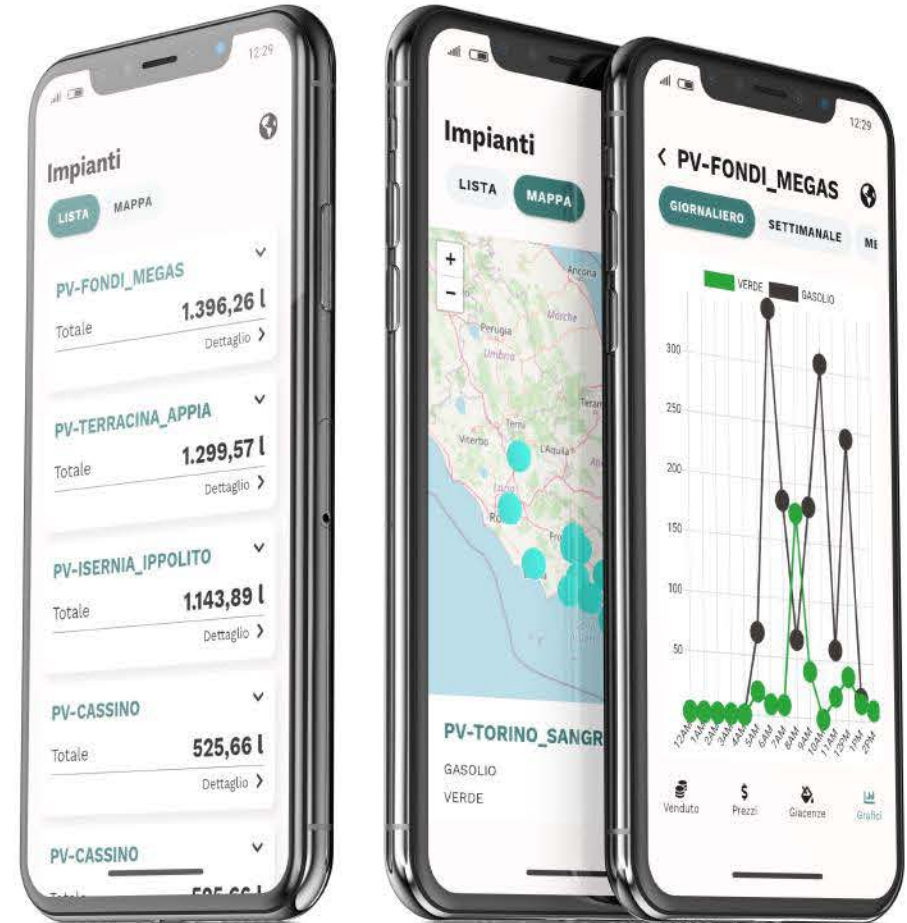 12:29
Impianti
LISTA MAPPA
PV-FONDI_MEGAS
Totale 1.396,26 l
Dettaglio
PV-TERRACINA_APPIA
Totale 1.299,57 l
Dettaglio
PV-ISERNIA_IPPOLITO
Totale 1.143,89 l
Dettaglio
PV-CASSINO
Totale 525,66 l
Dettaglio
PV-CASSINO
Impianti
LISTA MAPPA
+
−
Ancona
Perugia
Marche
Umbria
Terni
Viterbo
L'Aquila
PV-TORINO_SANGR
GASOLIO
VERDE
12:29
PV-FONDI_MEGAS
GIORNALIERO SETTIMANALE
VERDE GASOLIO
300
250
200
150
100
50
12AM 1AM 2AM 3AM 4AM 5AM 6AM 7AM 8AM 9AM 10AM 11AM 12PM 1PM 2PM
Venduto Prezzi Giacenze Grafici